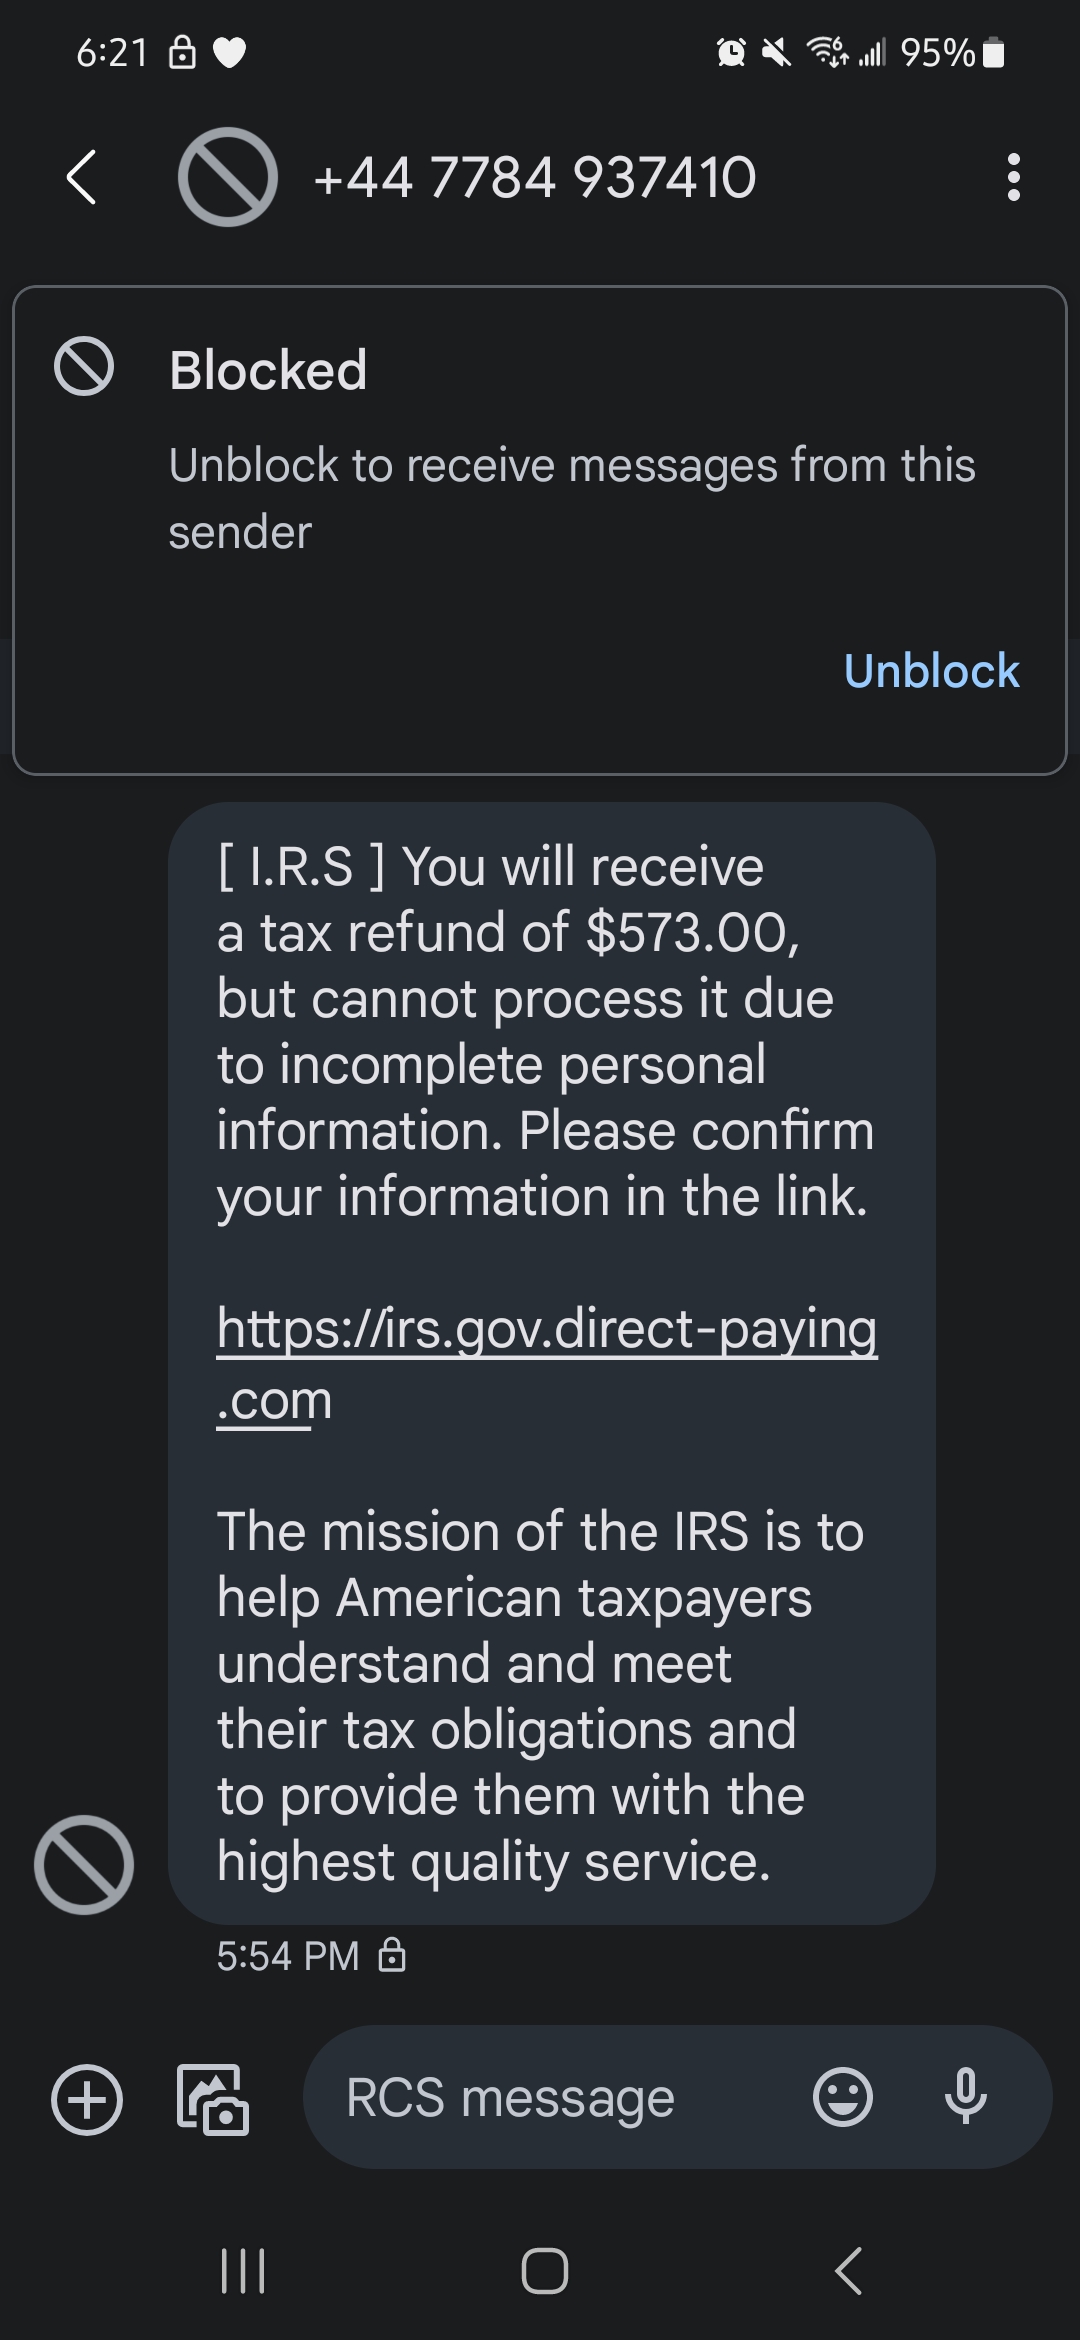 6:21 95%
+44 7784 937410
Blocked
Unblock to receive messages from this
sender
Unblock
[ I.R.S ] You will receive
a tax refund of $573.00,
but cannot process it due
to incomplete personal
information. Please confirm
your information in the link.
https://irs.gov.direct-paying
.com
The mission of the IRS is to
help American taxpayers
understand and meet
their tax obligations and
to provide them with the
highest quality service.
5:54 PM
RCS message